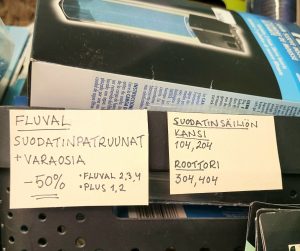 FLUVAL
SUODATINPATRUUNAT
+ VARAOSIA
-50%
• FLUVAL 2,3,4
• PLUS 1,2
SUODATINSÄILIÖN
KANSI
104, 204
ROOTTORI
304, 404